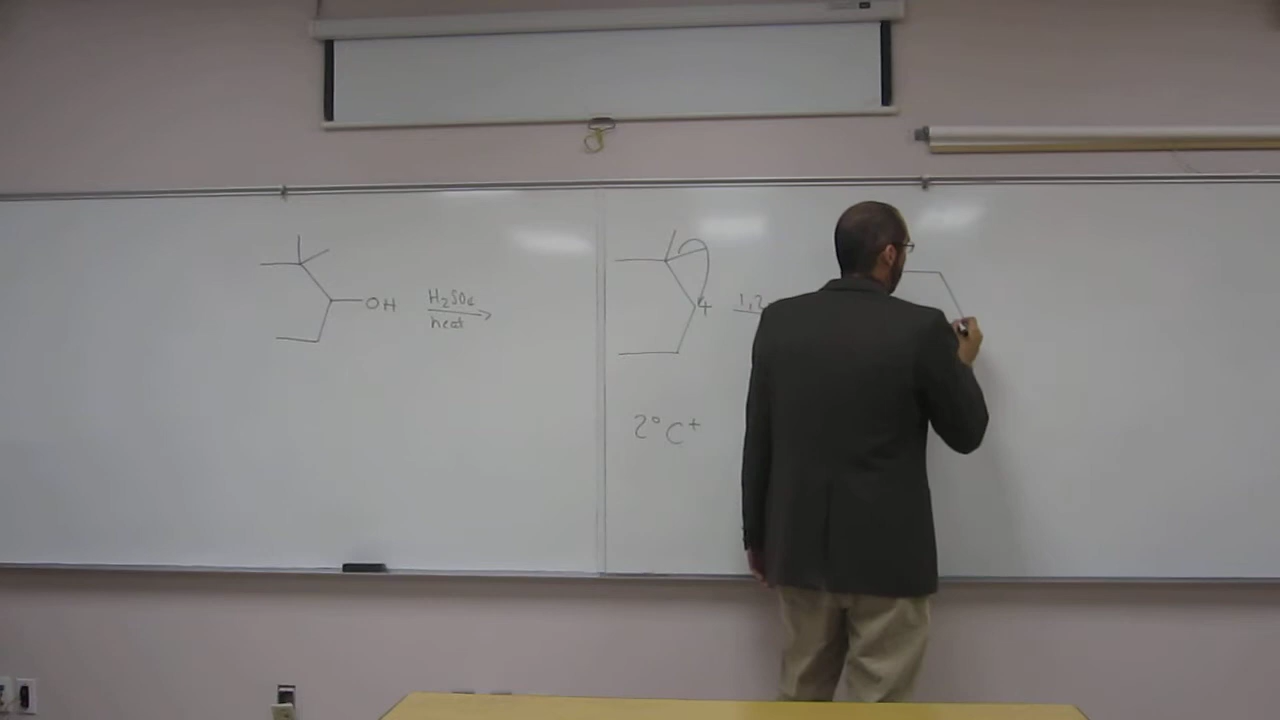 OH
H₂SO₄
heat
+
1,2
2° C⁺